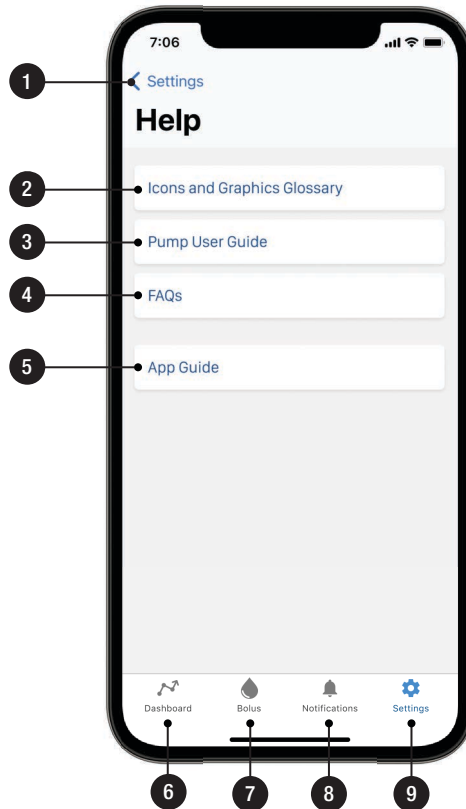 7:06
1
Settings
Help
2
Icons and Graphics Glossary
3
Pump User Guide
4
FAQs
5
App Guide
Dashboard Bolus Notifications Settings
6 7 8 9